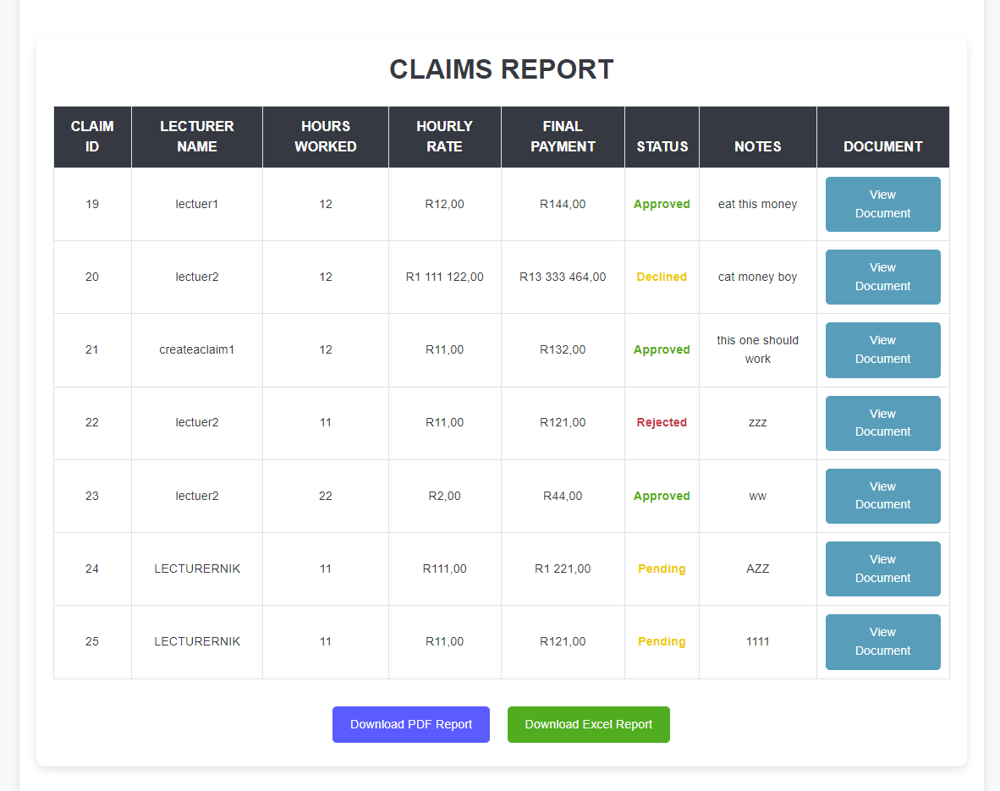 CLAIMS REPORT
CLAIM ID LECTURER NAME HOURS WORKED HOURLY RATE FINAL PAYMENT STATUS NOTES DOCUMENT
19 lectuer1 12 R12,00 R144,00 Approved eat this money View Document
20 lectuer2 12 R1 111 122,00 R13 333 464,00 Declined cat money boy View Document
21 createaclaim1 12 R11,00 R132,00 Approved this one should work View Document
22 lectuer2 11 R11,00 R121,00 Rejected zzz View Document
23 lectuer2 22 R2,00 R44,00 Approved ww View Document
24 LECTURERNIK 11 R111,00 R1 221,00 Pending AZZ View Document
25 LECTURERNIK 11 R11,00 R121,00 Pending 1111 View Document
Download PDF Report Download Excel Report